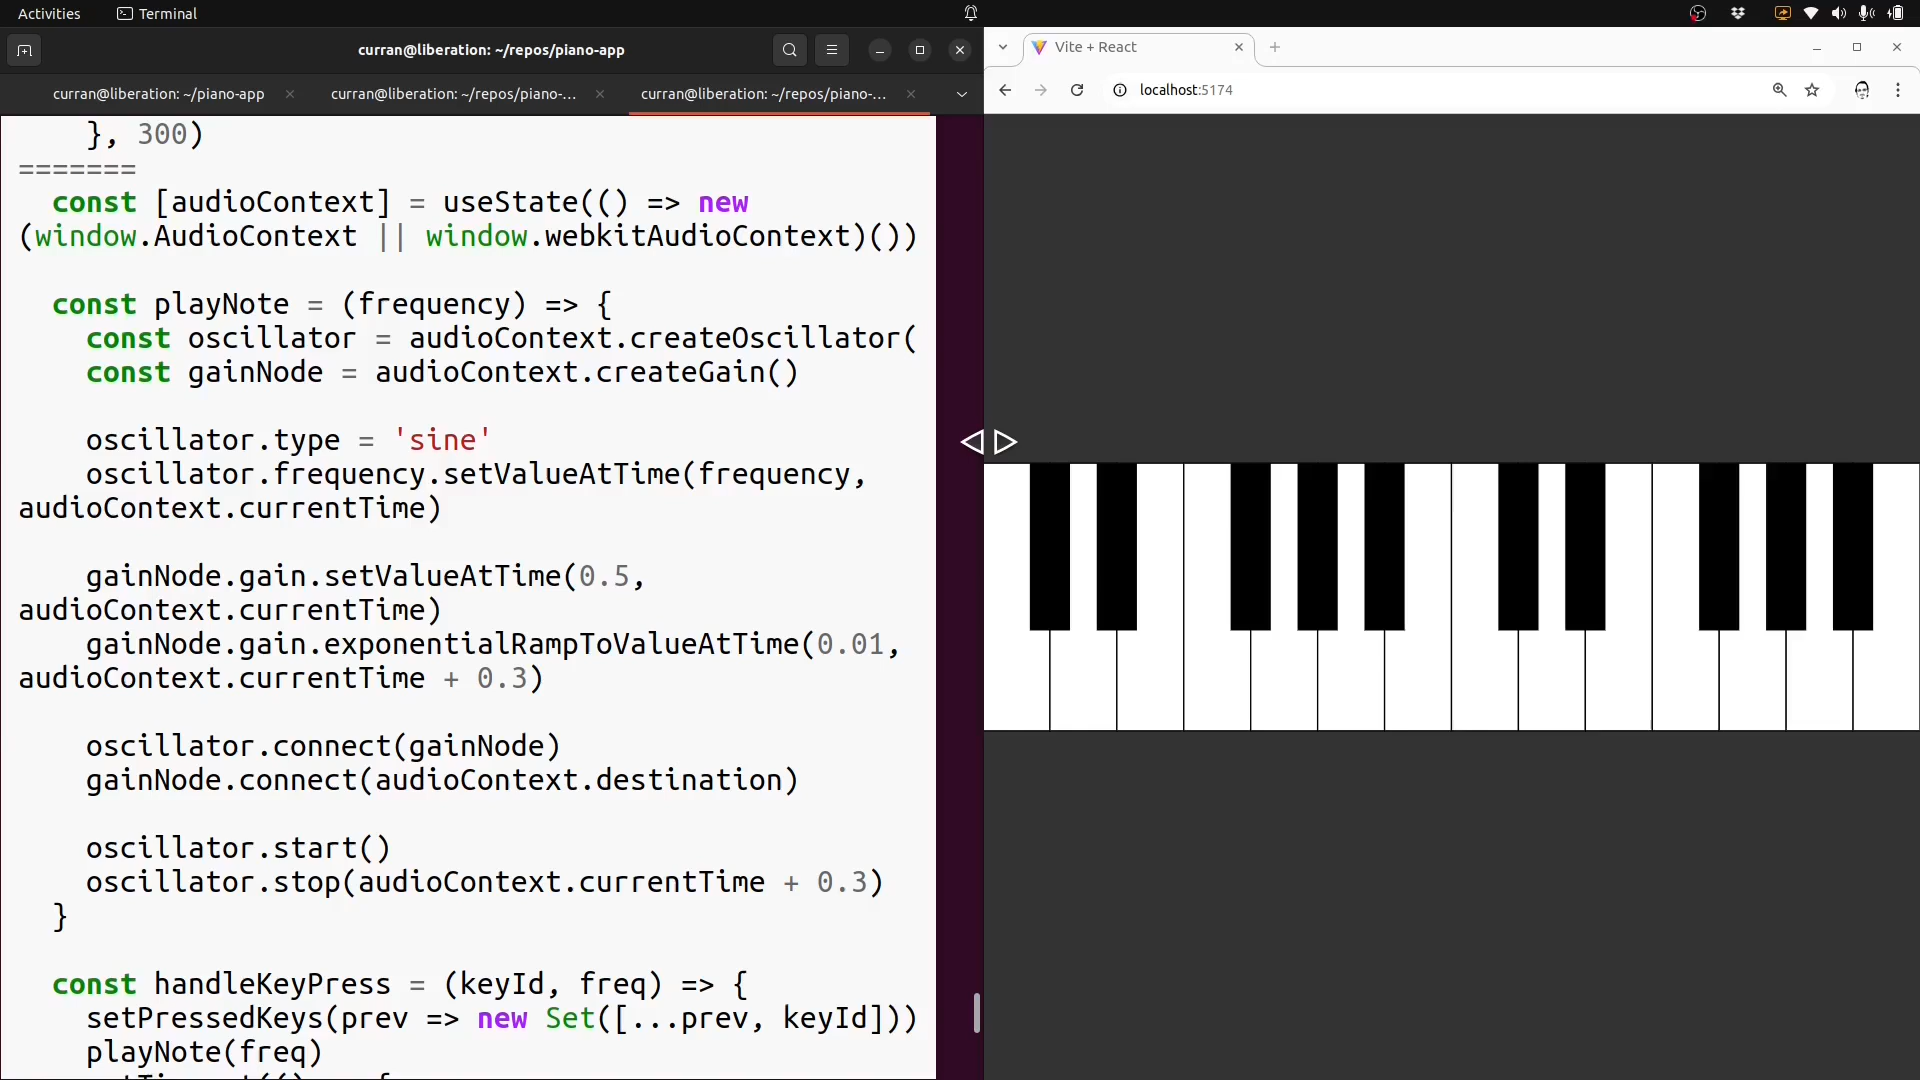 Activities
Terminal
curran@liberation: ~/repos/piano-app
curran@liberation: ~/piano-app
curran@liberation: ~/repos/piano-...
curran@liberation: ~/repos/piano-...
}, 300)
=======
const [audioContext] = useState(() => new
(window.AudioContext || window.webkitAudioContext)())
const playNote = (frequency) => {
const oscillator = audioContext.createOscillator(
const gainNode = audioContext.createGain()
oscillator.type = 'sine'
oscillator.frequency.setValueAtTime(frequency,
audioContext.currentTime)
gainNode.gain.setValueAtTime(0.5,
audioContext.currentTime)
gainNode.gain.exponentialRampToValueAtTime(0.01,
audioContext.currentTime + 0.3)
oscillator.connect(gainNode)
gainNode.connect(audioContext.destination)
oscillator.start()
oscillator.stop(audioContext.currentTime + 0.3)
}
const handleKeyPress = (keyId, freq) => {
setPressedKeys(prev => new Set([...prev, keyId]))
playNote(freq)
Vite + React
localhost:5174